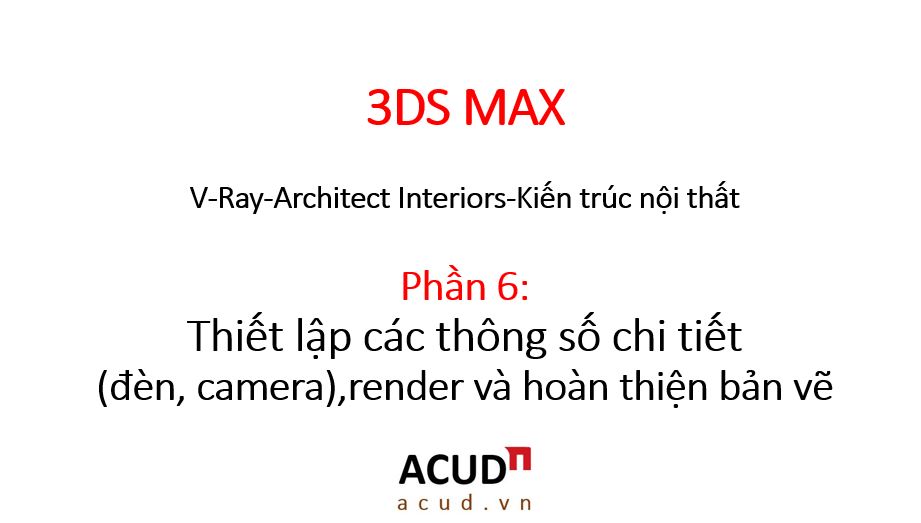 3DS MAX
V-Ray-Architect Interiors-Kiến trúc nội thất
Phần 6:
Thiết lập các thông số chi tiết
(đèn, camera),render và hoàn thiện bản vẽ
ACUD
acud.vn